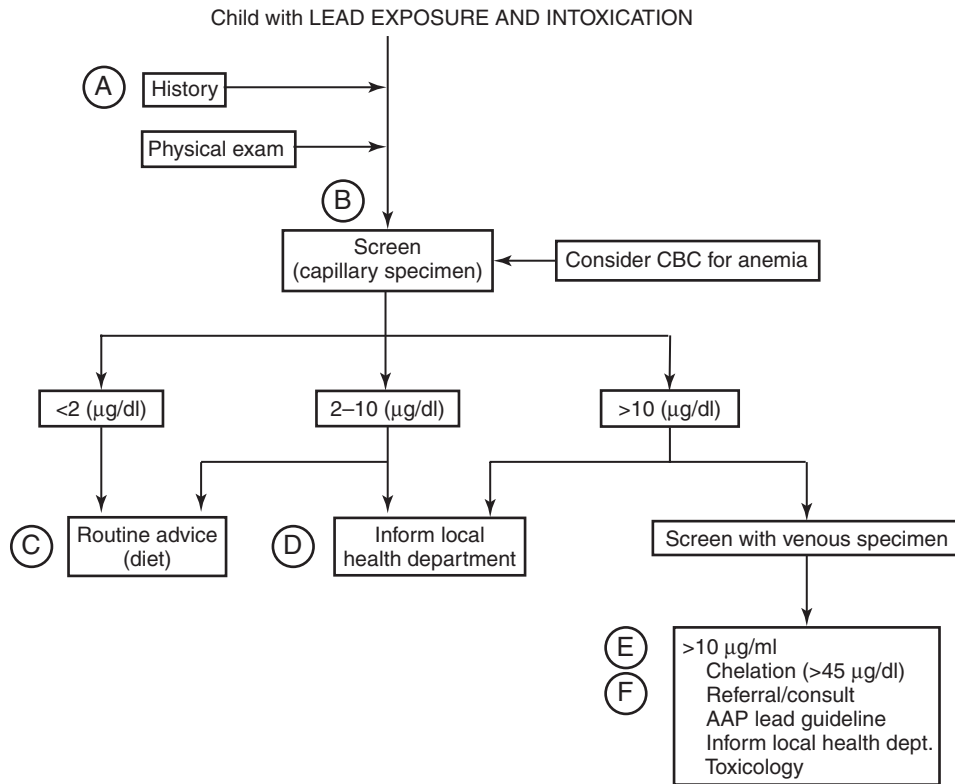 Child with LEAD EXPOSURE AND INTOXICATION
A
History
Physical exam
B
Screen
(capillary specimen)
Consider CBC for anemia
<2 (μg/dl)
2–10 (μg/dl)
>10 (μg/dl)
C
Routine advice
(diet)
D
Inform local
health department
Screen with venous specimen
E
>10 μg/ml
Chelation (>45 μg/dl)
F
Referral/consult
AAP lead guideline
Inform local health dept.
Toxicology